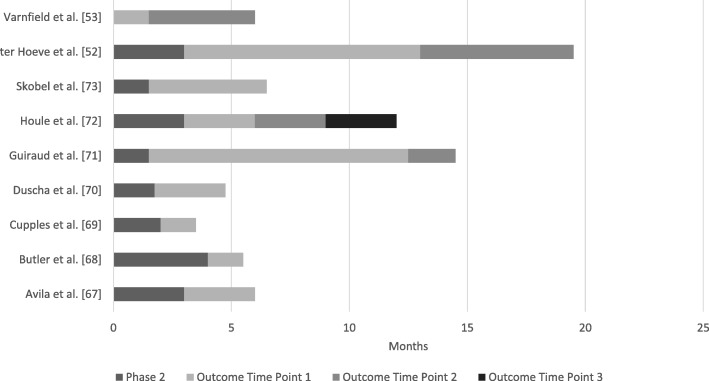 Varnfield et al. [53]
ter Hoeve et al. [52]
Skobel et al. [73]
Houle et al. [72]
Guiraud et al. [71]
Duscha et al. [70]
Cupples et al. [69]
Butler et al. [68]
Avila et al. [67]
0 5 10 15 20 25
Months
Phase 2 Outcome Time Point 1 Outcome Time Point 2 Outcome Time Point 3